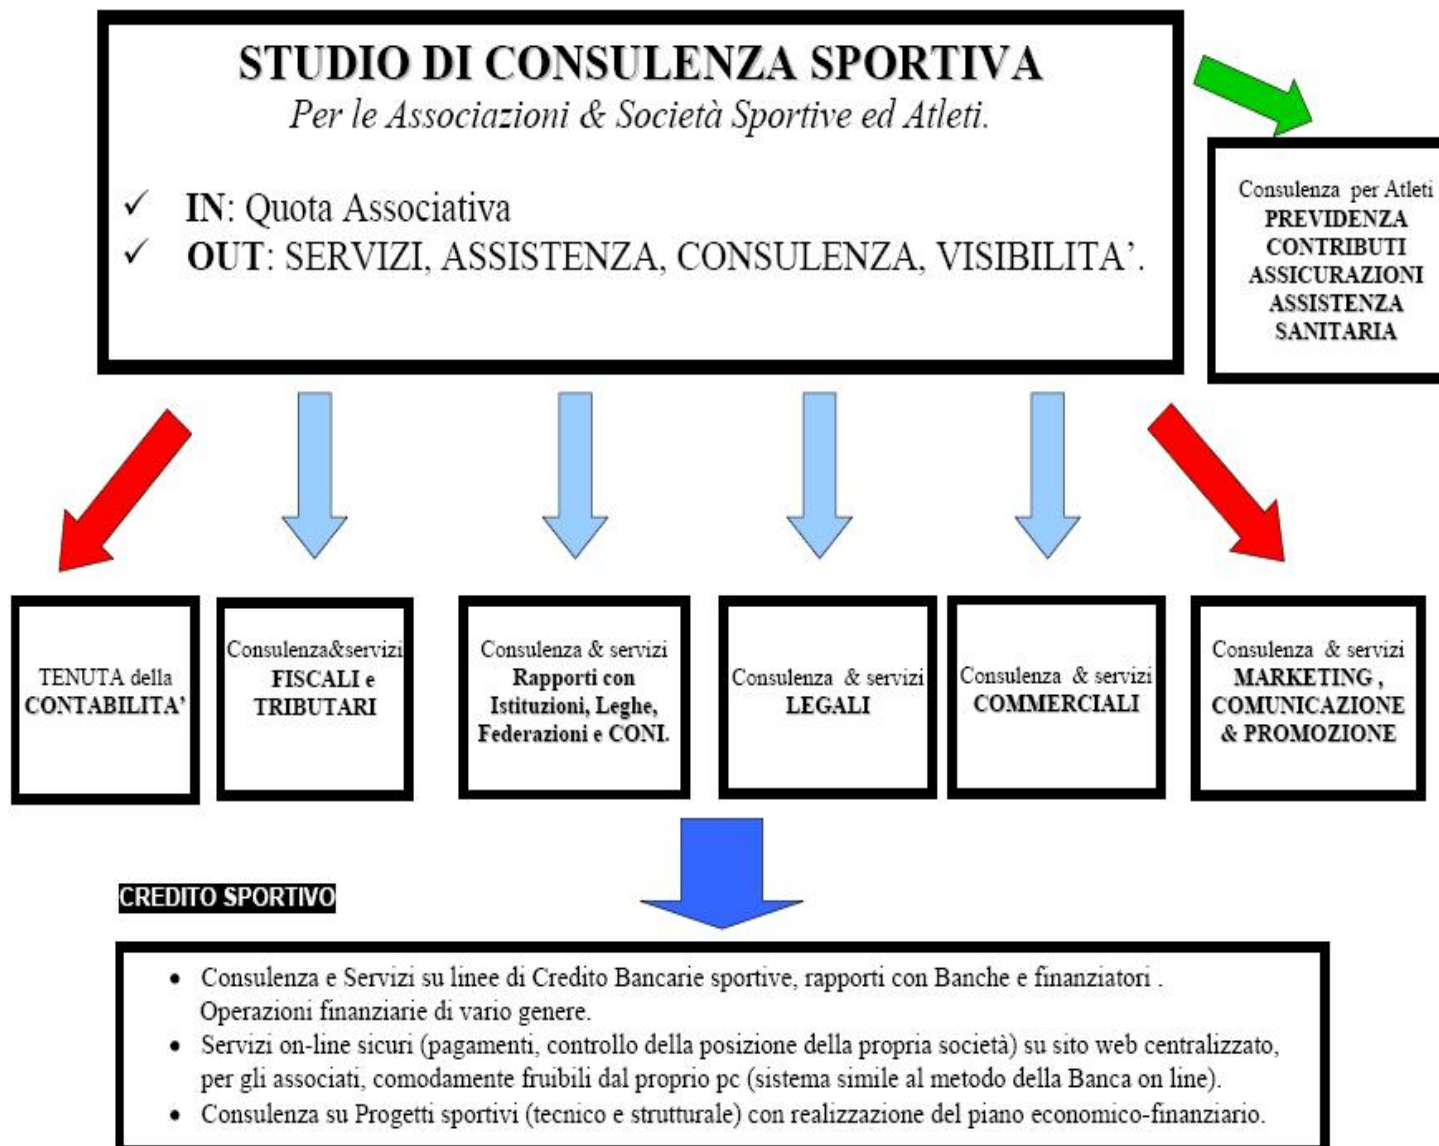 STUDIO DI CONSULENZA SPORTIVA
Per le Associazioni & Società Sportive ed Atleti.
✓ IN: Quota Associativa
✓ OUT: SERVIZI, ASSISTENZA, CONSULENZA, VISIBILITA’.
Consulenza per Atleti
PREVIDENZA
CONTRIBUTI
ASSICURAZIONI
ASSISTENZA
SANITARIA
TENUTA della
CONTABILITA’
Consulenza&servizi
FISCALI e
TRIBUTARI
Consulenza & servizi
Rapporti con
Istituzioni, Leghe,
Federazioni e CONI.
Consulenza & servizi
LEGALI
Consulenza & servizi
COMMERCIALI
Consulenza & servizi
MARKETING ,
COMUNICAZIONE
& PROMOZIONE
CREDITO SPORTIVO
• Consulenza e Servizi su linee di Credito Bancarie sportive, rapporti con Banche e finanziatori .
Operazioni finanziarie di vario genere.
• Servizi on-line sicuri (pagamenti, controllo della posizione della propria società) su sito web centralizzato,
per gli associati, comodamente fruibili dal proprio pc (sistema simile al metodo della Banca on line).
• Consulenza su Progetti sportivi (tecnico e strutturale) con realizzazione del piano economico-finanziario.